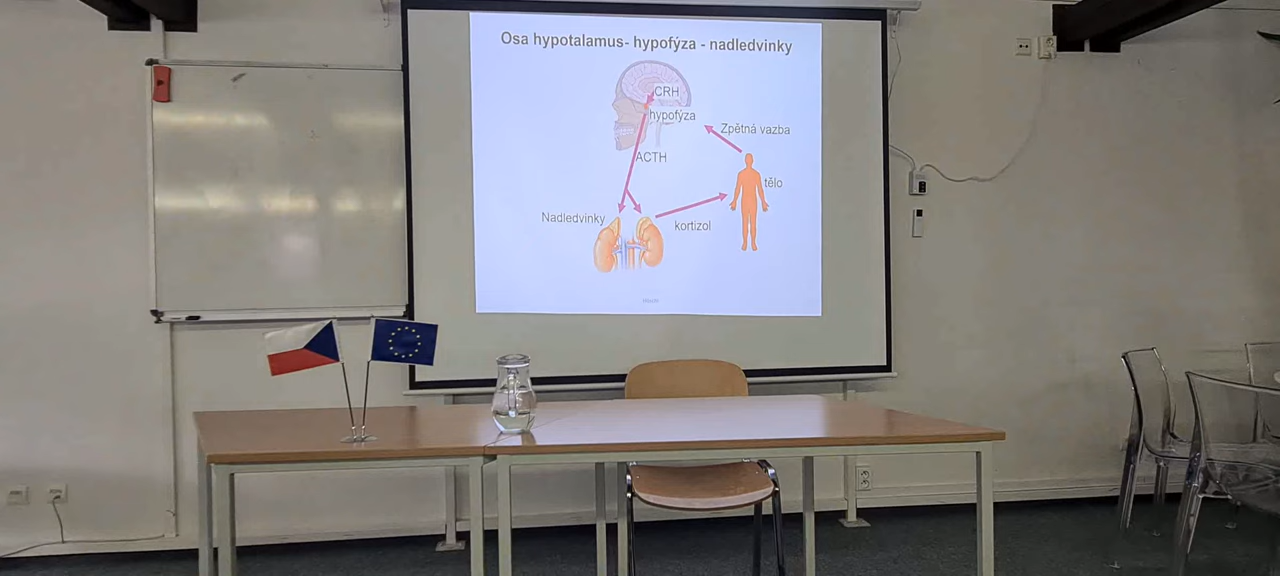 Osa hypotalamus- hypofýza - nadledvinky
CRH
hypofýza
Zpětná vazba
ACTH
tělo
Nadledvinky
kortizol